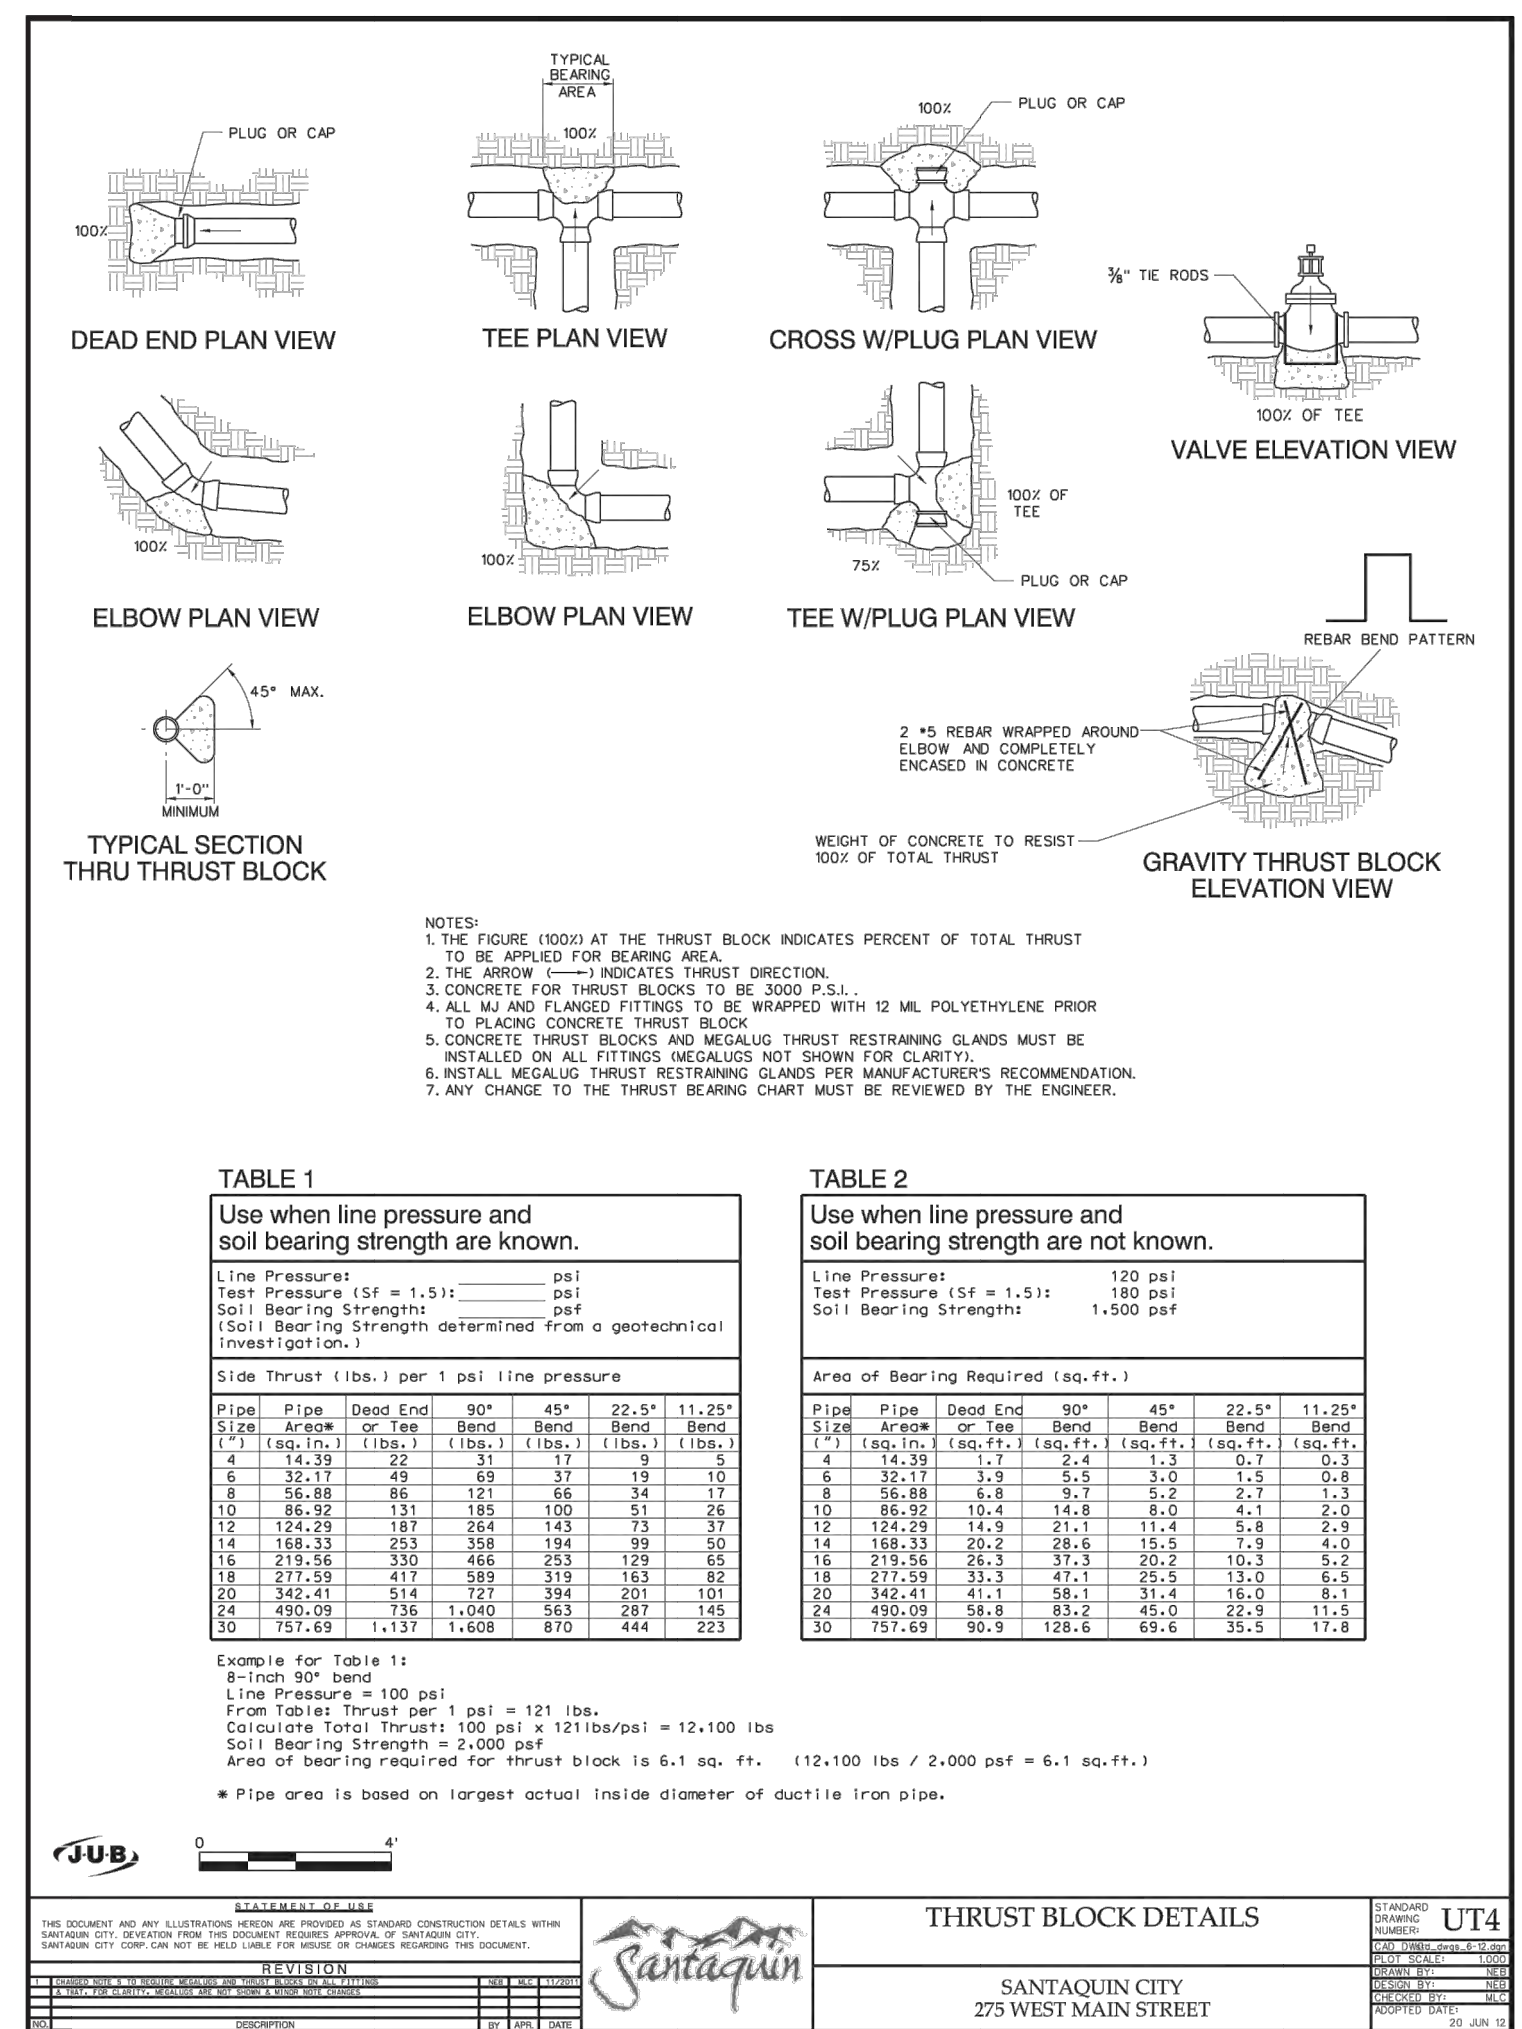 TYPICAL
BEARING
AREA
100%
PLUG OR CAP
100%
DEAD END PLAN VIEW
TEE PLAN VIEW
100%
PLUG OR CAP
CROSS W/PLUG PLAN VIEW
⅜" TIE RODS
100% OF TEE
VALVE ELEVATION VIEW
100%
ELBOW PLAN VIEW
100%
ELBOW PLAN VIEW
100% OF
TEE
75%
PLUG OR CAP
TEE W/PLUG PLAN VIEW
REBAR BEND PATTERN
45° MAX.
1'-0"
MINIMUM
TYPICAL SECTION
THRU THRUST BLOCK
2 *5 REBAR WRAPPED AROUND
ELBOW AND COMPLETELY
ENCASED IN CONCRETE
WEIGHT OF CONCRETE TO RESIST
100% OF TOTAL THRUST
GRAVITY THRUST BLOCK
ELEVATION VIEW
NOTES:
1. THE FIGURE (100%) AT THE THRUST BLOCK INDICATES PERCENT OF TOTAL THRUST
TO BE APPLIED FOR BEARING AREA.
2. THE ARROW (⟶) INDICATES THRUST DIRECTION.
3. CONCRETE FOR THRUST BLOCKS TO BE 3000 P.S.I. .
4. ALL MJ AND FLANGED FITTINGS TO BE WRAPPED WITH 12 MIL POLYETHYLENE PRIOR
TO PLACING CONCRETE THRUST BLOCK
5. CONCRETE THRUST BLOCKS AND MEGALUG THRUST RESTRAINING GLANDS MUST BE
INSTALLED ON ALL FITTINGS (MEGALUGS NOT SHOWN FOR CLARITY).
6. INSTALL MEGALUG THRUST RESTRAINING GLANDS PER MANUFACTURER'S RECOMMENDATION.
7. ANY CHANGE TO THE THRUST BEARING CHART MUST BE REVIEWED BY THE ENGINEER.
TABLE 1
Use when line pressure and
soil bearing strength are known.
Line Pressure: ________ psi
Test Pressure (Sf = 1.5): ________ psi
Soil Bearing Strength: ________ psf
(Soil Bearing Strength determined from a geotechnical
investigation.)
Side Thrust (lbs.) per 1 psi line pressure
Pipe Pipe Dead End 90° 45° 22.5° 11.25°
Size Area* or Tee Bend Bend Bend Bend
(") (sq.in.) (lbs.) (lbs.) (lbs.) (lbs.) (lbs.)
4 14.39 22 31 17 9 5
6 32.17 49 69 37 19 10
8 56.88 86 121 66 34 17
10 86.92 131 185 100 51 26
12 124.29 187 264 143 73 37
14 168.33 253 358 194 99 50
16 219.56 330 466 253 129 65
18 277.59 417 589 319 163 82
20 342.41 514 727 394 201 101
24 490.09 736 1,040 563 287 145
30 757.69 1,137 1,608 870 444 223
TABLE 2
Use when line pressure and
soil bearing strength are not known.
Line Pressure: 120 psi
Test Pressure (Sf = 1.5): 180 psi
Soil Bearing Strength: 1,500 psf
Area of Bearing Required (sq.ft.)
Pipe Pipe Dead End 90° 45° 22.5° 11.25°
Size Area* or Tee Bend Bend Bend Bend
(") (sq.in.) (sq.ft.) (sq.ft.) (sq.ft.) (sq.ft.) (sq.ft.
4 14.39 1.7 2.4 1.3 0.7 0.3
6 32.17 3.9 5.5 3.0 1.5 0.8
8 56.88 6.8 9.7 5.2 2.7 1.3
10 86.92 10.4 14.8 8.0 4.1 2.0
12 124.29 14.9 21.1 11.4 5.8 2.9
14 168.33 20.2 28.6 15.5 7.9 4.0
16 219.56 26.3 37.3 20.2 10.3 5.2
18 277.59 33.3 47.1 25.5 13.0 6.5
20 342.41 41.1 58.1 31.4 16.0 8.1
24 490.09 58.8 83.2 45.0 22.9 11.5
30 757.69 90.9 128.6 69.6 35.5 17.8
Example for Table 1:
8-inch 90° bend
Line Pressure = 100 psi
From Table: Thrust per 1 psi = 121 lbs.
Calculate Total Thrust: 100 psi x 121lbs/psi = 12,100 lbs
Soil Bearing Strength = 2,000 psf
Area of bearing required for thrust block is 6.1 sq. ft. (12,100 lbs / 2,000 psf = 6.1 sq.ft.)
* Pipe area is based on largest actual inside diameter of ductile iron pipe.
J·U·B
0 4'
STATEMENT OF USE
THIS DOCUMENT AND ANY ILLUSTRATIONS HEREON ARE PROVIDED AS STANDARD CONSTRUCTION DETAILS WITHIN
SANTAQUIN CITY. DEVEATION FROM THIS DOCUMENT REQUIRES APPROVAL OF SANTAQUIN CITY.
SANTAQUIN CITY CORP. CAN NOT BE HELD LIABLE FOR MISUSE OR CHANGES REGARDING THIS DOCUMENT.
REVISION
1 CHANGED NOTE 5 TO REQUIRE MEGALUGS AND THRUST BLOCKS ON ALL FITTINGS NEB MLC 11/2011
& THAT, FOR CLARITY, MEGALUGS ARE NOT SHOWN & MINOR NOTE CHANGES
NO. DESCRIPTION BY APR. DATE
Santaquin
THRUST BLOCK DETAILS
SANTAQUIN CITY
275 WEST MAIN STREET
STANDARD
DRAWING
NUMBER: UT4
PLOT SCALE: 1.000
DRAWN BY: NEB
DESIGN BY: NEB
CHECKED BY: MLC
ADOPTED DATE:
20 JUN 12